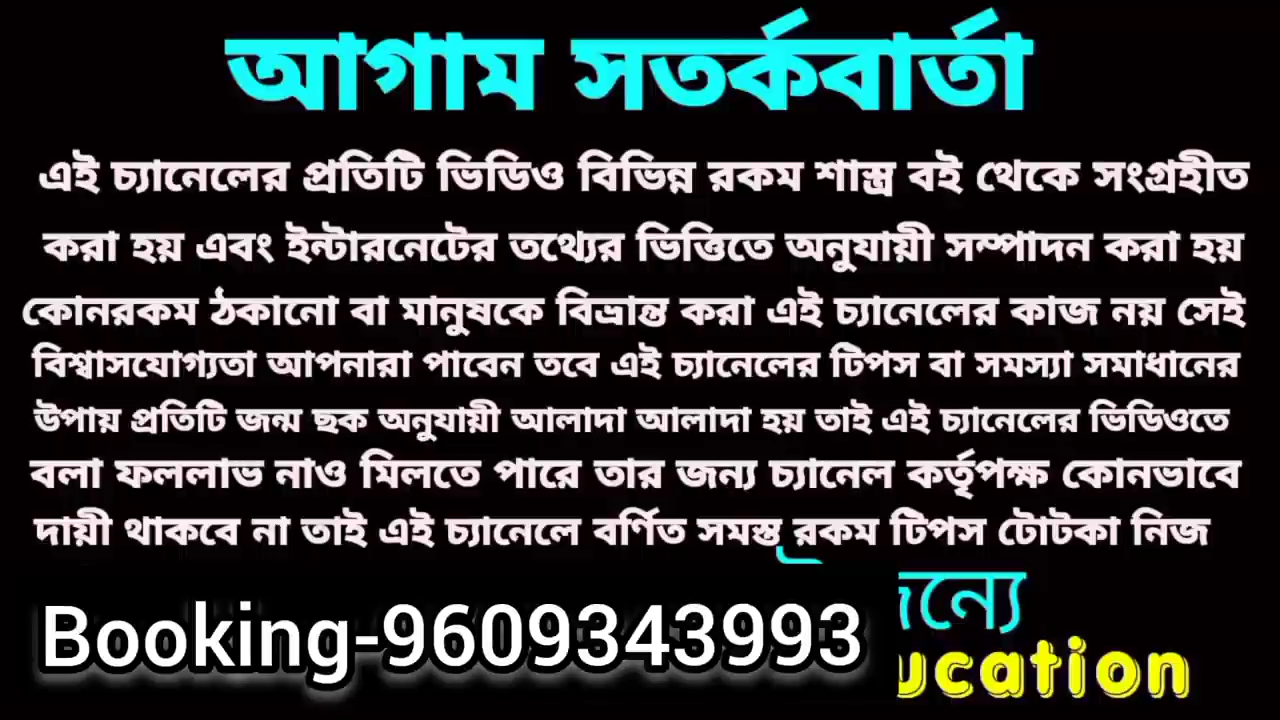 আগাম সতর্কবার্তা
এই চ্যানেলের প্রতিটি ভিডিও বিভিন্ন রকম শাস্ত্র বই থেকে সংগ্রহীত
করা হয় এবং ইন্টারনেটের তথ্যের ভিত্তিতে অনুযায়ী সম্পাদন করা হয়
কোনরকম ঠকানো বা মানুষকে বিভ্রান্ত করা এই চ্যানেলের কাজ নয় সেই
বিশ্বাসযোগ্যতা আপনারা পাবেন তবে এই চ্যানেলের টিপস বা সমস্যা সমাধানের
উপায় প্রতিটি জন্ম ছক অনুযায়ী আলাদা আলাদা হয় তাই এই চ্যানেলের ভিডিওতে
বলা ফললাভ নাও মিলতে পারে তার জন্য চ্যানেল কর্তৃপক্ষ কোনভাবে
দায়ী থাকবে না তাই এই চ্যানেলে বর্ণিত সমস্ত রকম টিপস টোটকা নিজ
Booking-9609343993